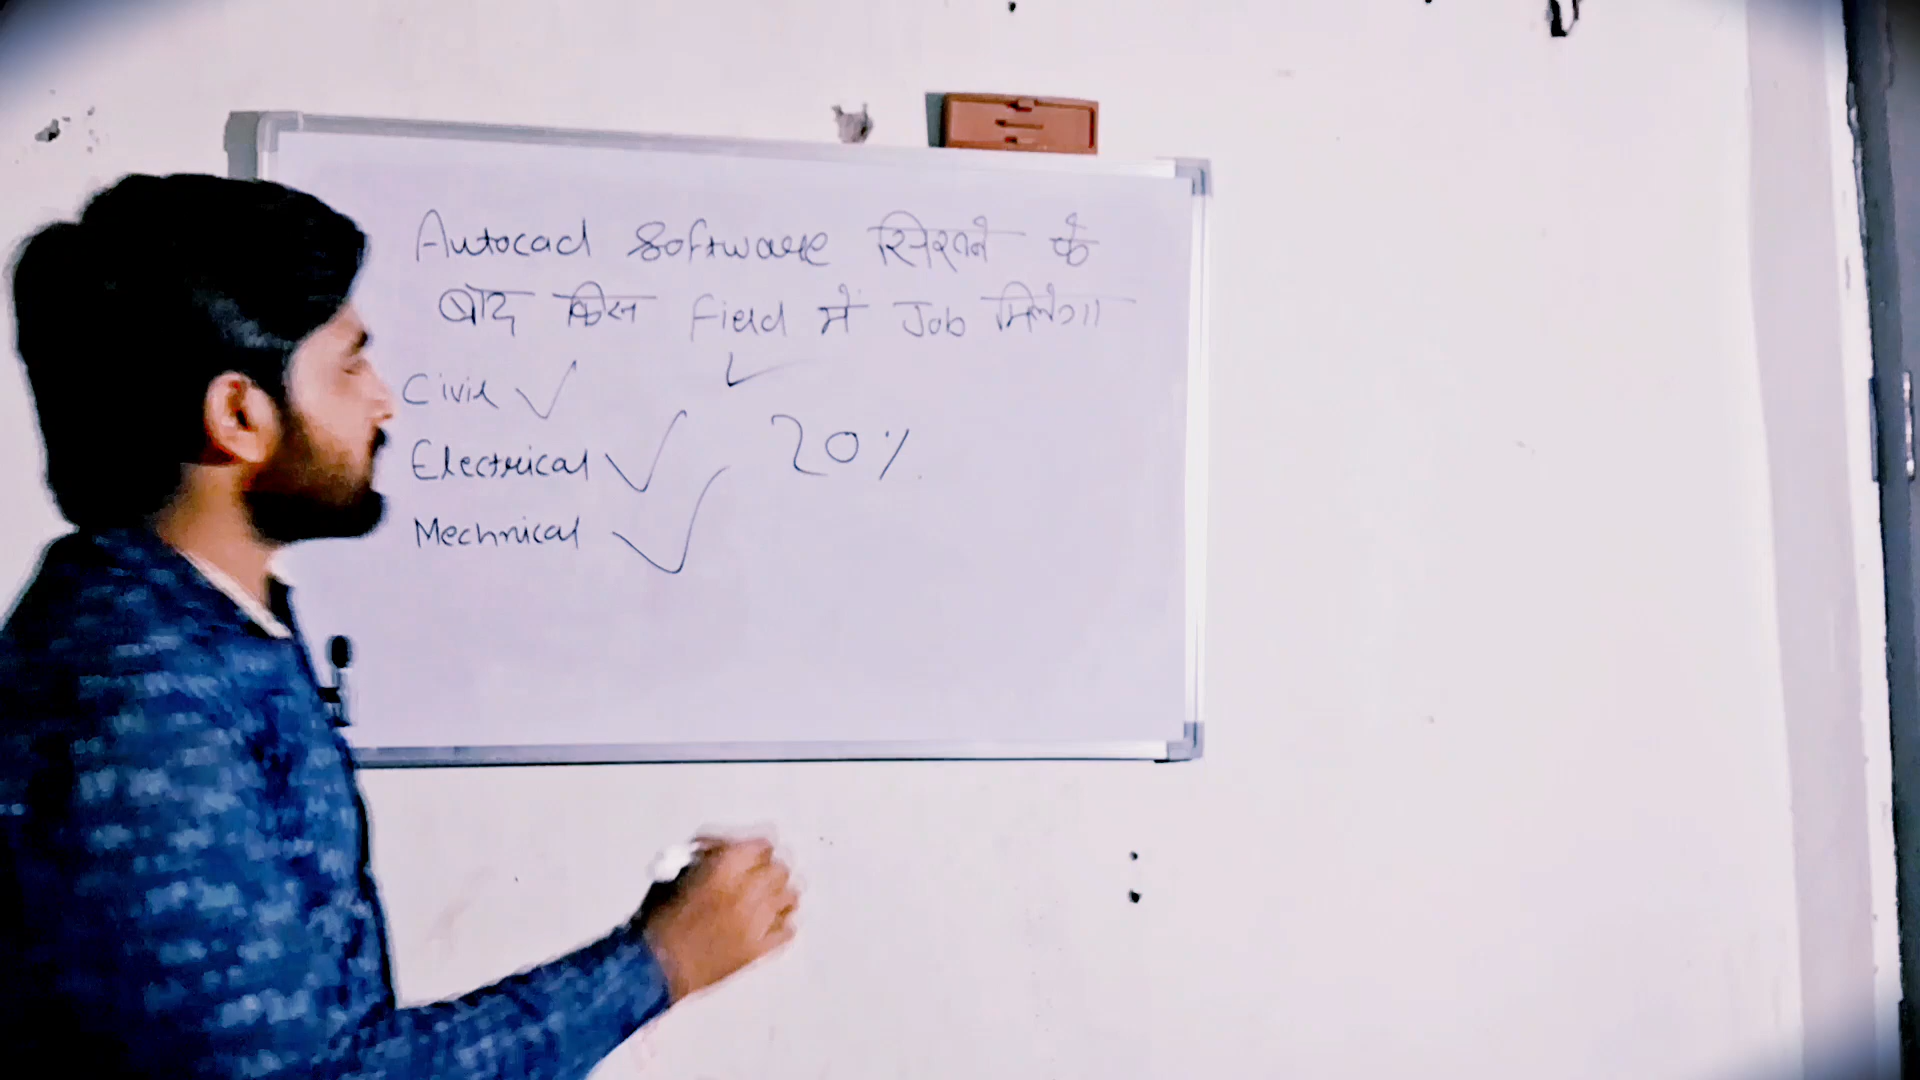 Autocad Software सिखने के
बाद किस Field में Job मिलेगा
Civil ✓
Electrical ✓ 20%
Mechnical ✓